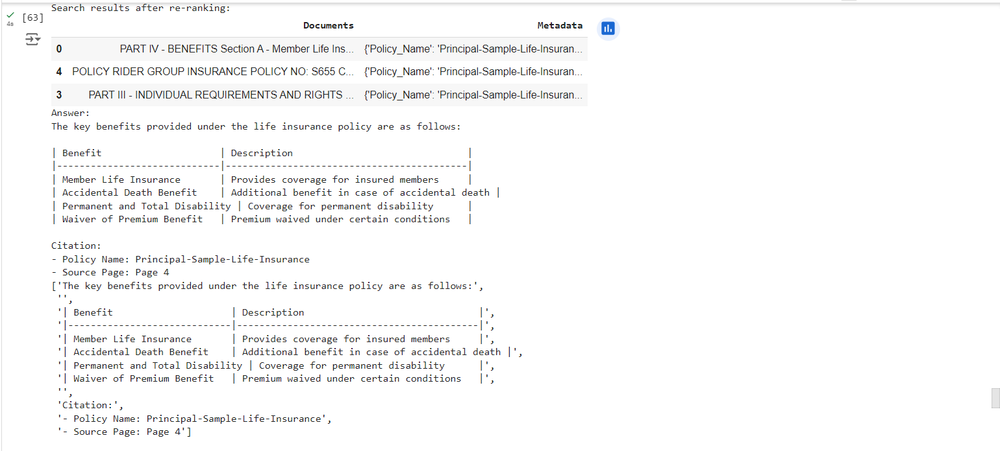 Search results after re-ranking:
[63]
4s
Documents Metadata
0 PART IV - BENEFITS Section A - Member Life Ins... {'Policy_Name': 'Principal-Sample-Life-Insuran...
4 POLICY RIDER GROUP INSURANCE POLICY NO: S655 C... {'Policy_Name': 'Principal-Sample-Life-Insuran...
3 PART III - INDIVIDUAL REQUIREMENTS AND RIGHTS ... {'Policy_Name': 'Principal-Sample-Life-Insuran...
Answer:
The key benefits provided under the life insurance policy are as follows:
| Benefit                     | Description                               |
|-----------------------------|-------------------------------------------|
| Member Life Insurance       | Provides coverage for insured members     |
| Accidental Death Benefit    | Additional benefit in case of accidental death |
| Permanent and Total Disability | Coverage for permanent disability      |
| Waiver of Premium Benefit   | Premium waived under certain conditions   |
Citation:
- Policy Name: Principal-Sample-Life-Insurance
- Source Page: Page 4
['The key benefits provided under the life insurance policy are as follows:',
 '',
 '| Benefit                     | Description                               |',
 '|-----------------------------|-------------------------------------------|',
 '| Member Life Insurance       | Provides coverage for insured members     |',
 '| Accidental Death Benefit    | Additional benefit in case of accidental death |',
 '| Permanent and Total Disability | Coverage for permanent disability      |',
 '| Waiver of Premium Benefit   | Premium waived under certain conditions   |',
 '',
 'Citation:',
 '- Policy Name: Principal-Sample-Life-Insurance',
 '- Source Page: Page 4']